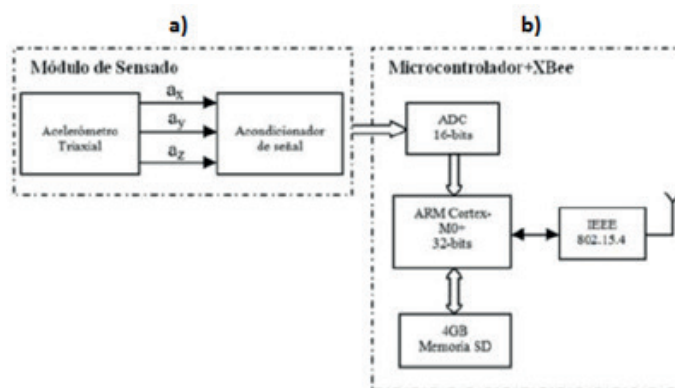 a)
b)
Módulo de Sensado
Acelerómetro
Triaxial
ax
ay
az
Acondicionador
de señal
Microcontrolador+XBee
ADC
16-bits
ARM Cortex-
M0+
32-bits
IEEE
802.15.4
4GB
Memoria SD